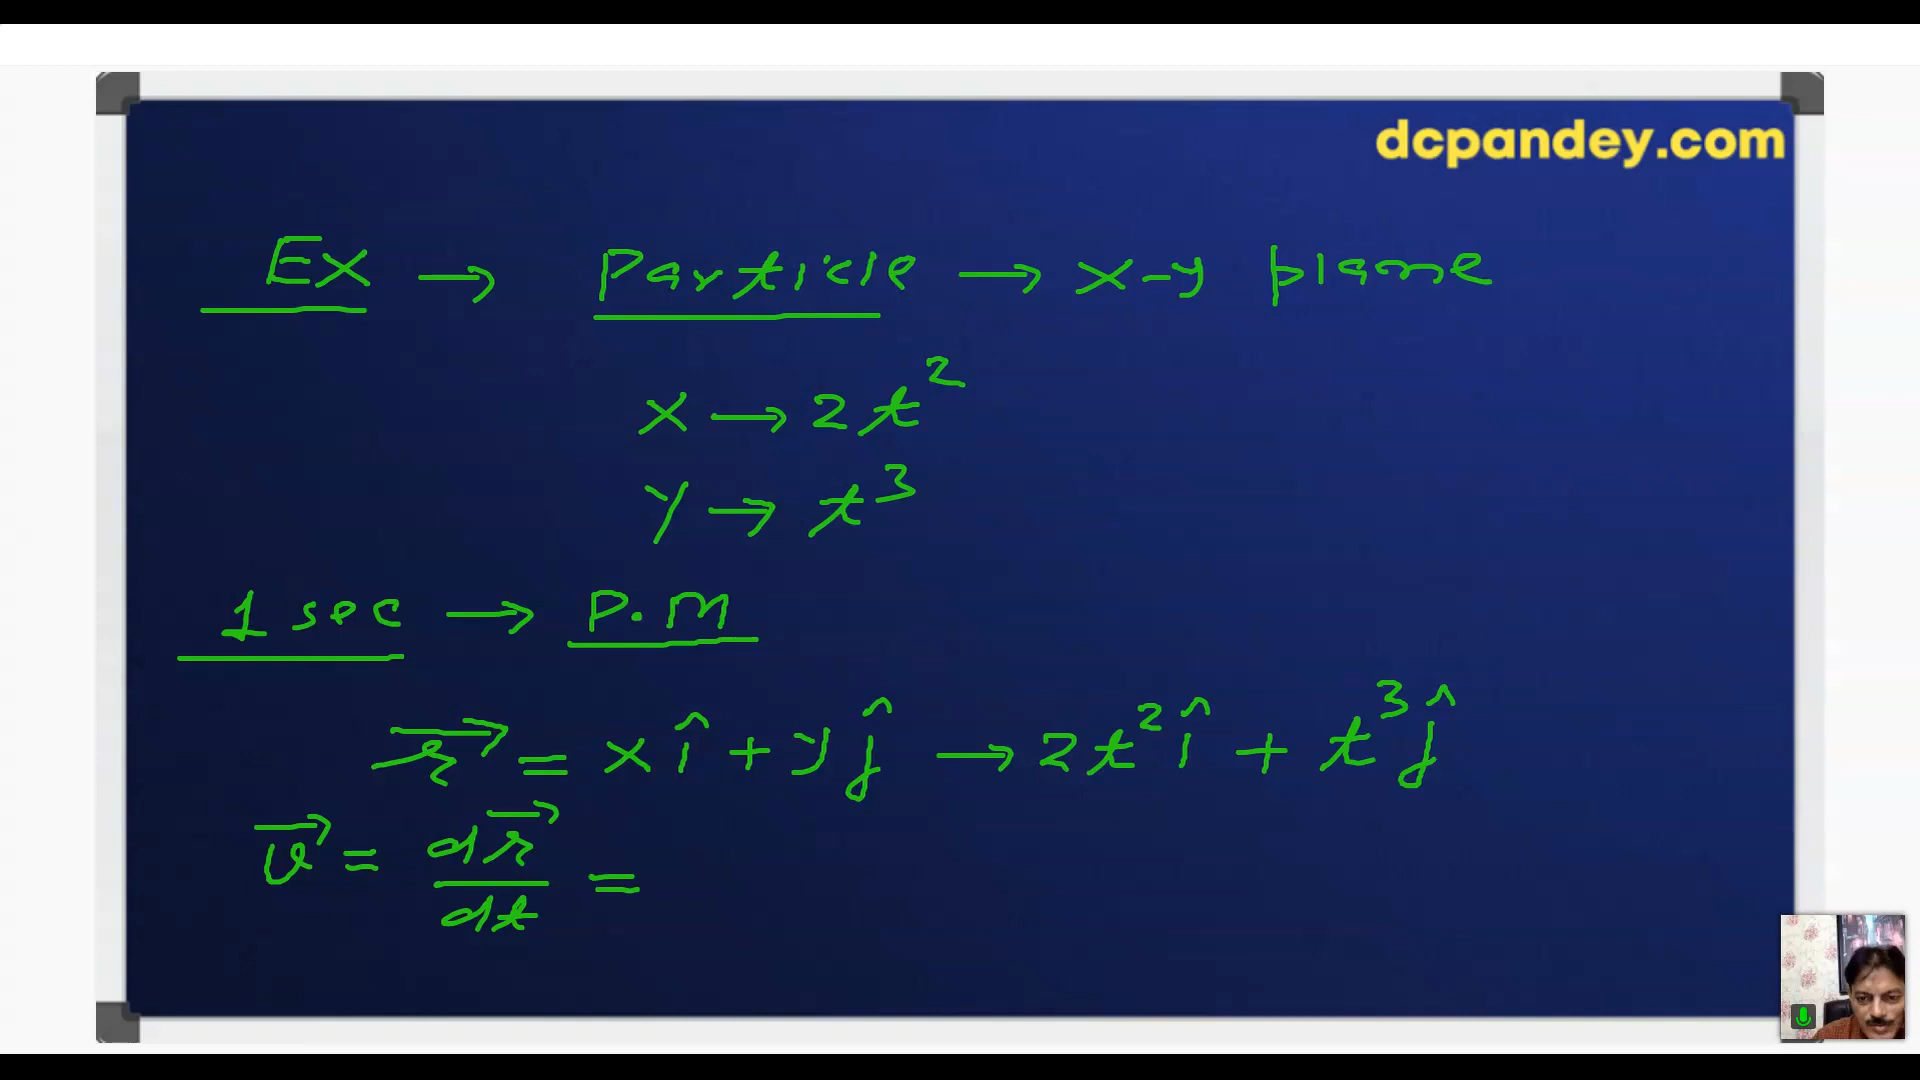 dcpandey.com
Ex → Particle → x-y plane
x → 2t²
y → t³
1 sec → P.M
r⃗ = xî + yĵ → 2t²î + t³ĵ
v⃗ = dr⃗/dt =